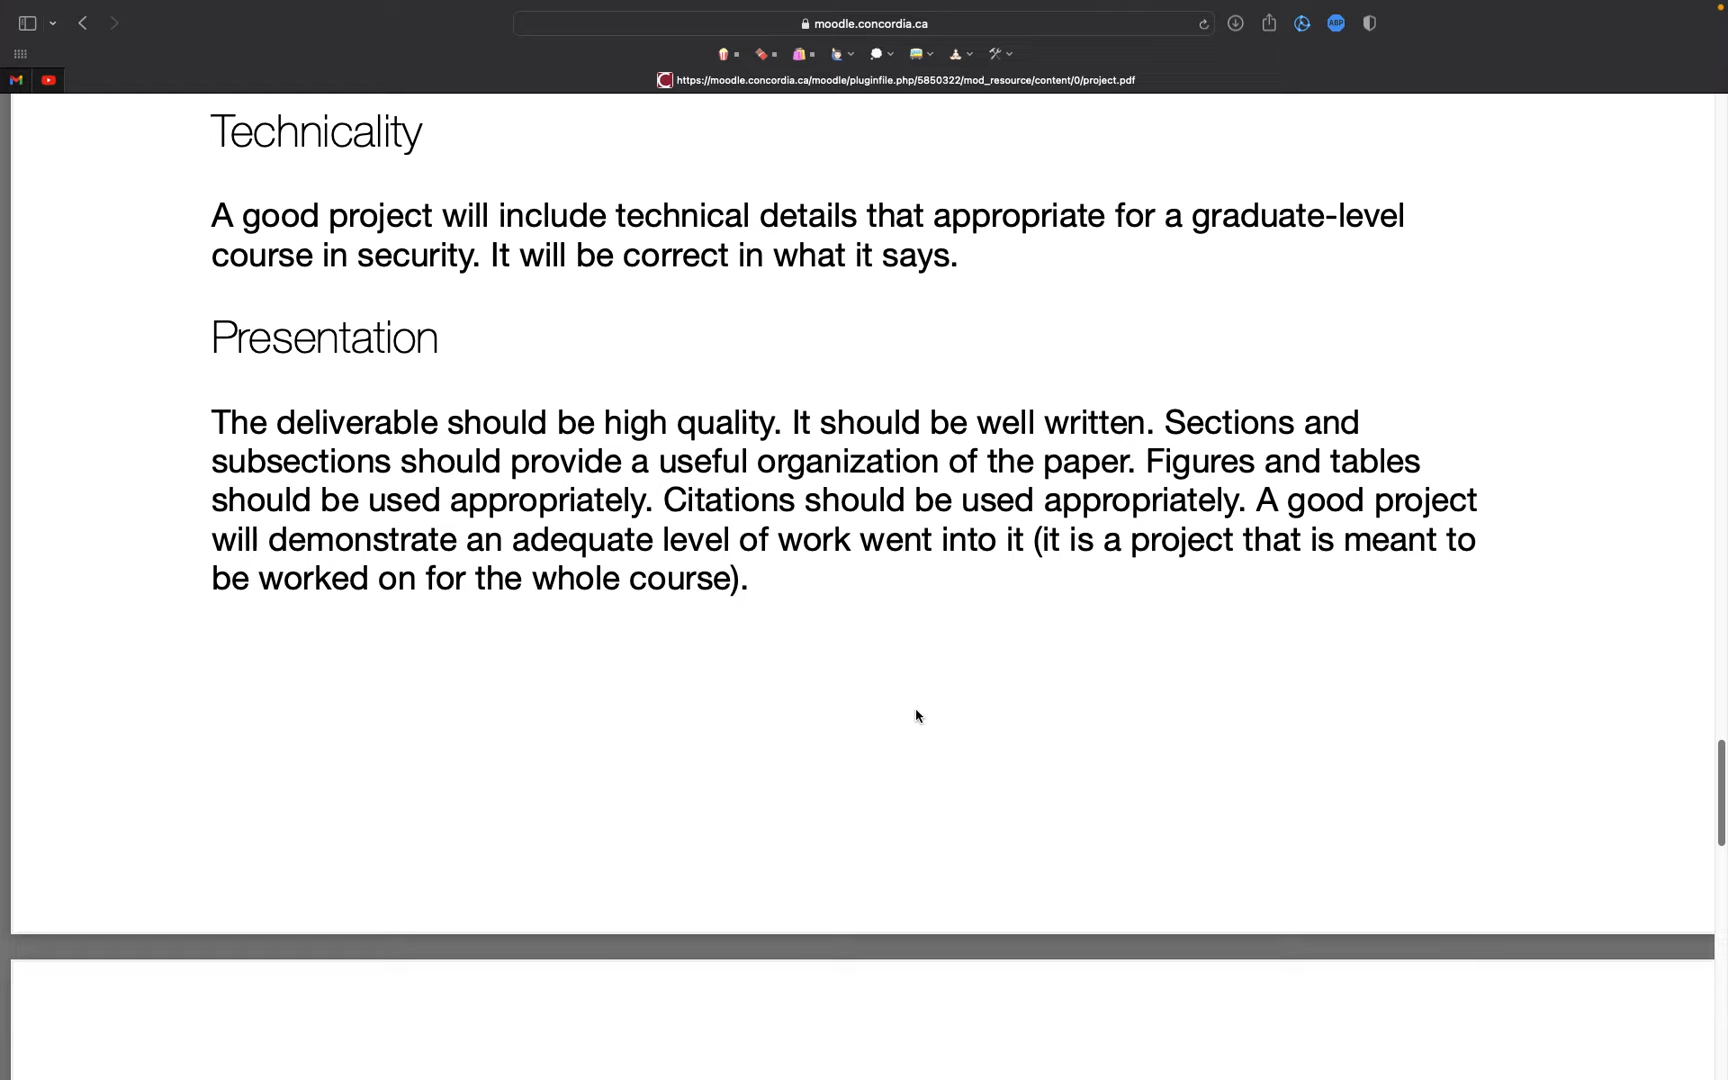 moodle.concordia.ca
ABP
https://moodle.concordia.ca/moodle/pluginfile.php/5850322/mod_resource/content/0/project.pdf
Technicality
A good project will include technical details that appropriate for a graduate-level
course in security. It will be correct in what it says.
Presentation
The deliverable should be high quality. It should be well written. Sections and
subsections should provide a useful organization of the paper. Figures and tables
should be used appropriately. Citations should be used appropriately. A good project
will demonstrate an adequate level of work went into it (it is a project that is meant to
be worked on for the whole course).